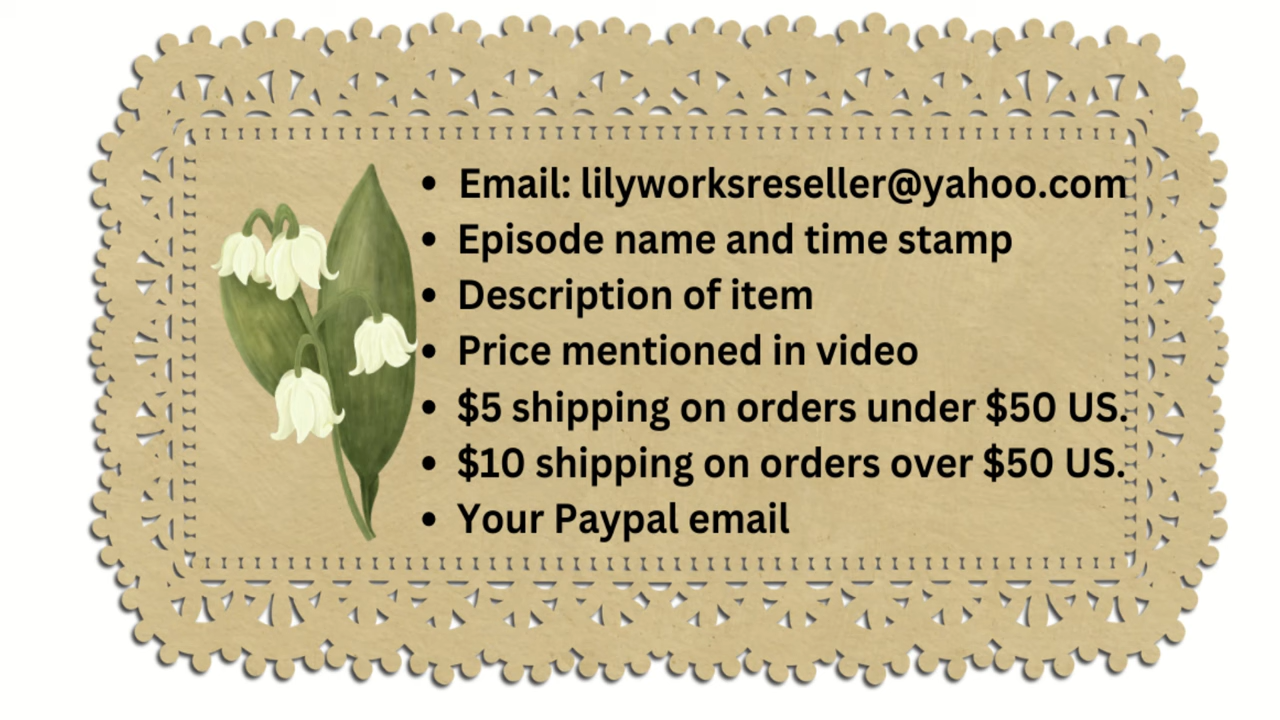 • Email: lilyworksreseller@yahoo.com
• Episode name and time stamp
• Description of item
• Price mentioned in video
• $5 shipping on orders under $50 US.
• $10 shipping on orders over $50 US.
• Your Paypal email